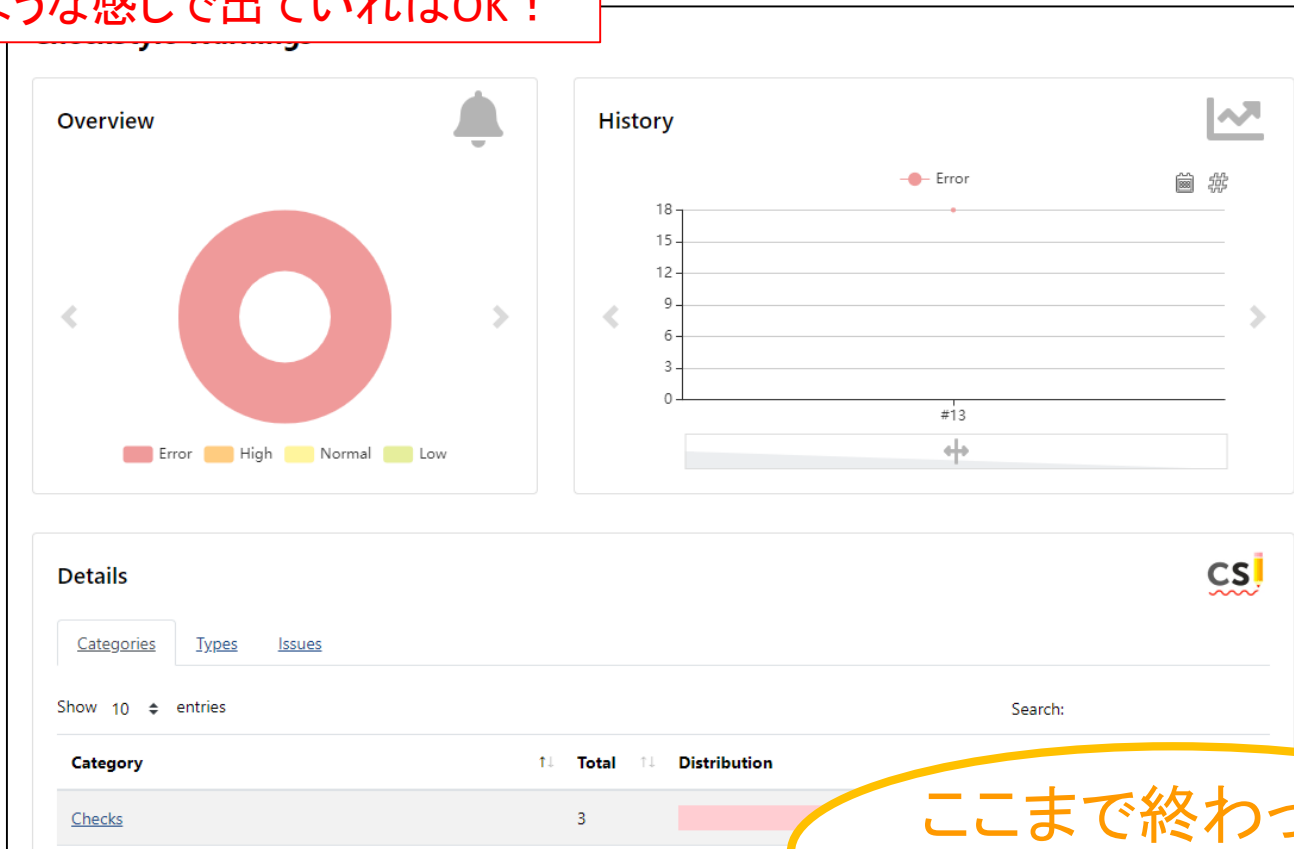 うな感じで出ていればOK！
Checkstyle Warnings
Overview
Error High Normal Low
History
Error
18
15
12
9
6
3
0
#13
Details
CS
Categories Types Issues
Show 10 entries
Search:
Category Total Distribution
Checks 3
ここまで終わっ